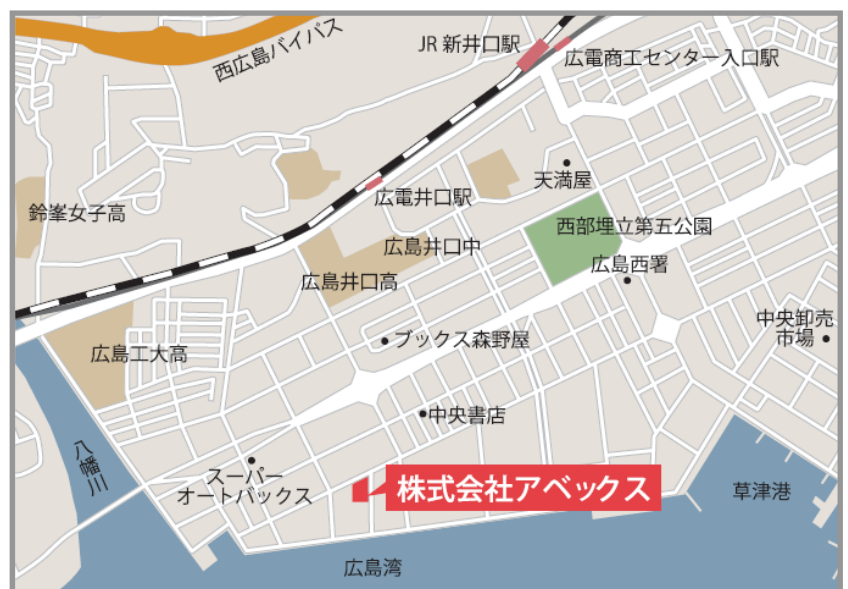 西広島バイパス
JR 新井口駅
広電商工センター入口駅
天満屋
広電井口駅
鈴峯女子高
西部埋立第五公園
広島井口中
広島西署
広島井口高
中央卸売
市場
ブックス森野屋
広島工大高
中央書店
八幡川
スーパー
オートバックス
株式会社アベックス
草津港
広島湾